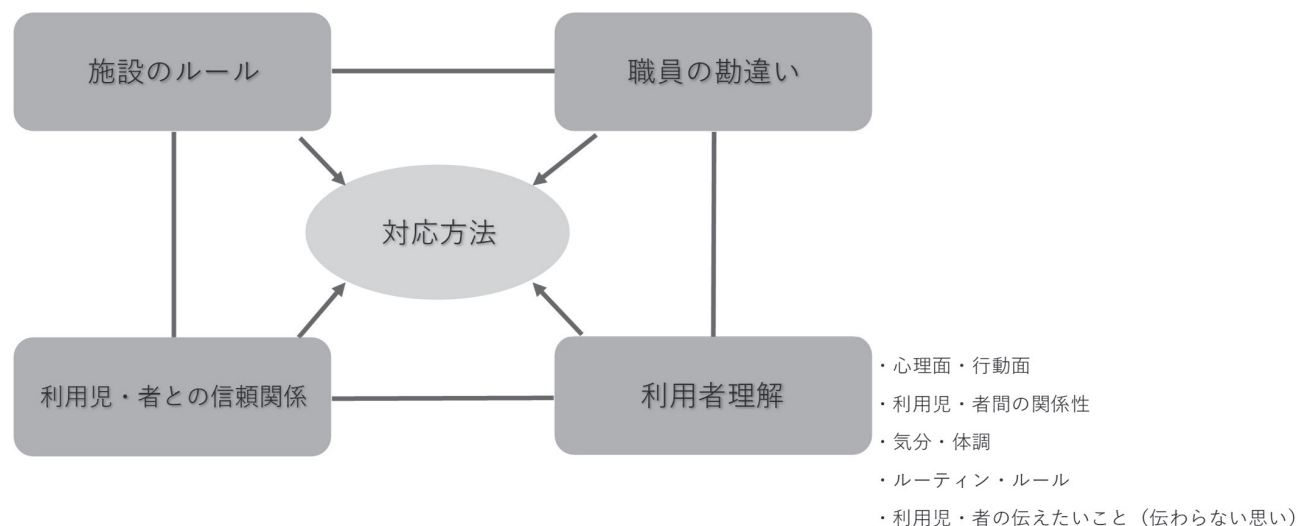 施設のルール
職員の勘違い
対応方法
利用児・者との信頼関係
利用者理解
・心理面・行動面
・利用児・者間の関係性
・気分・体調
・ルーティン・ルール
・利用児・者の伝えたいこと（伝わらない思い）